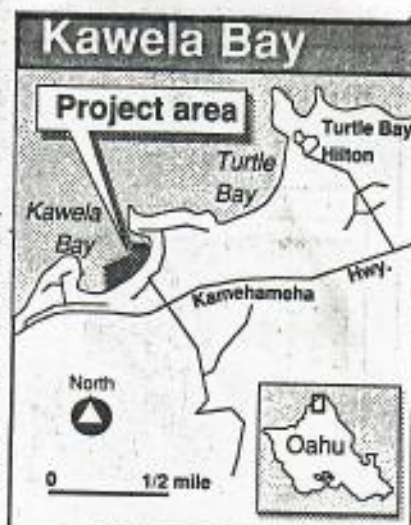 Kawela Bay
Project area
Turtle Bay
Hilton
Turtle
Bay
Kawela
Bay
Kamehameha
Hwy.
North
0 1/2 mile
Oahu